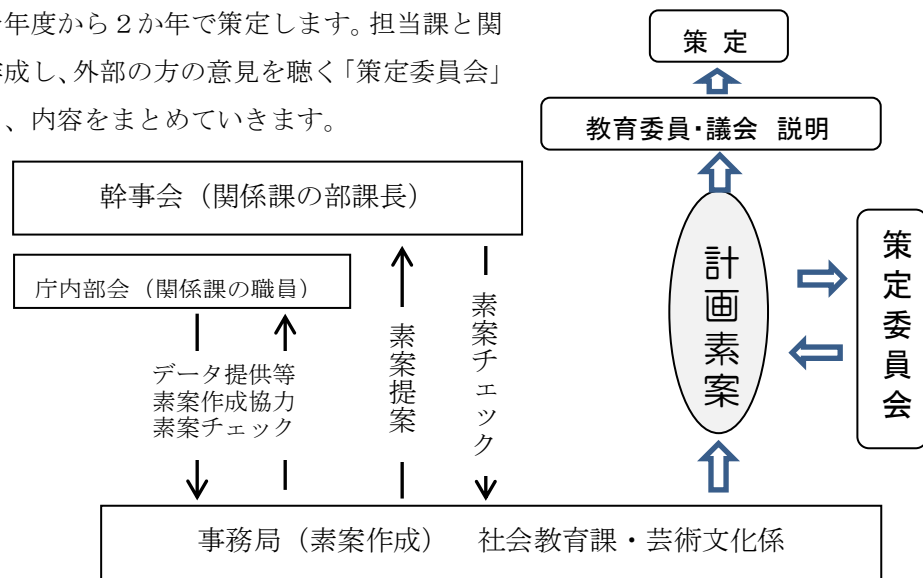 年度から２か年で策定します。担当課と関
作成し、外部の方の意見を聴く「策定委員会」
、内容をまとめていきます。
策 定
教育委員・議会 説明
幹事会（関係課の部課長）
庁内部会（関係課の職員）
データ提供等
素案作成協力
素案チェック
素案提案
素案チェック
計画素案
策定委員会
事務局（素案作成） 社会教育課・芸術文化係